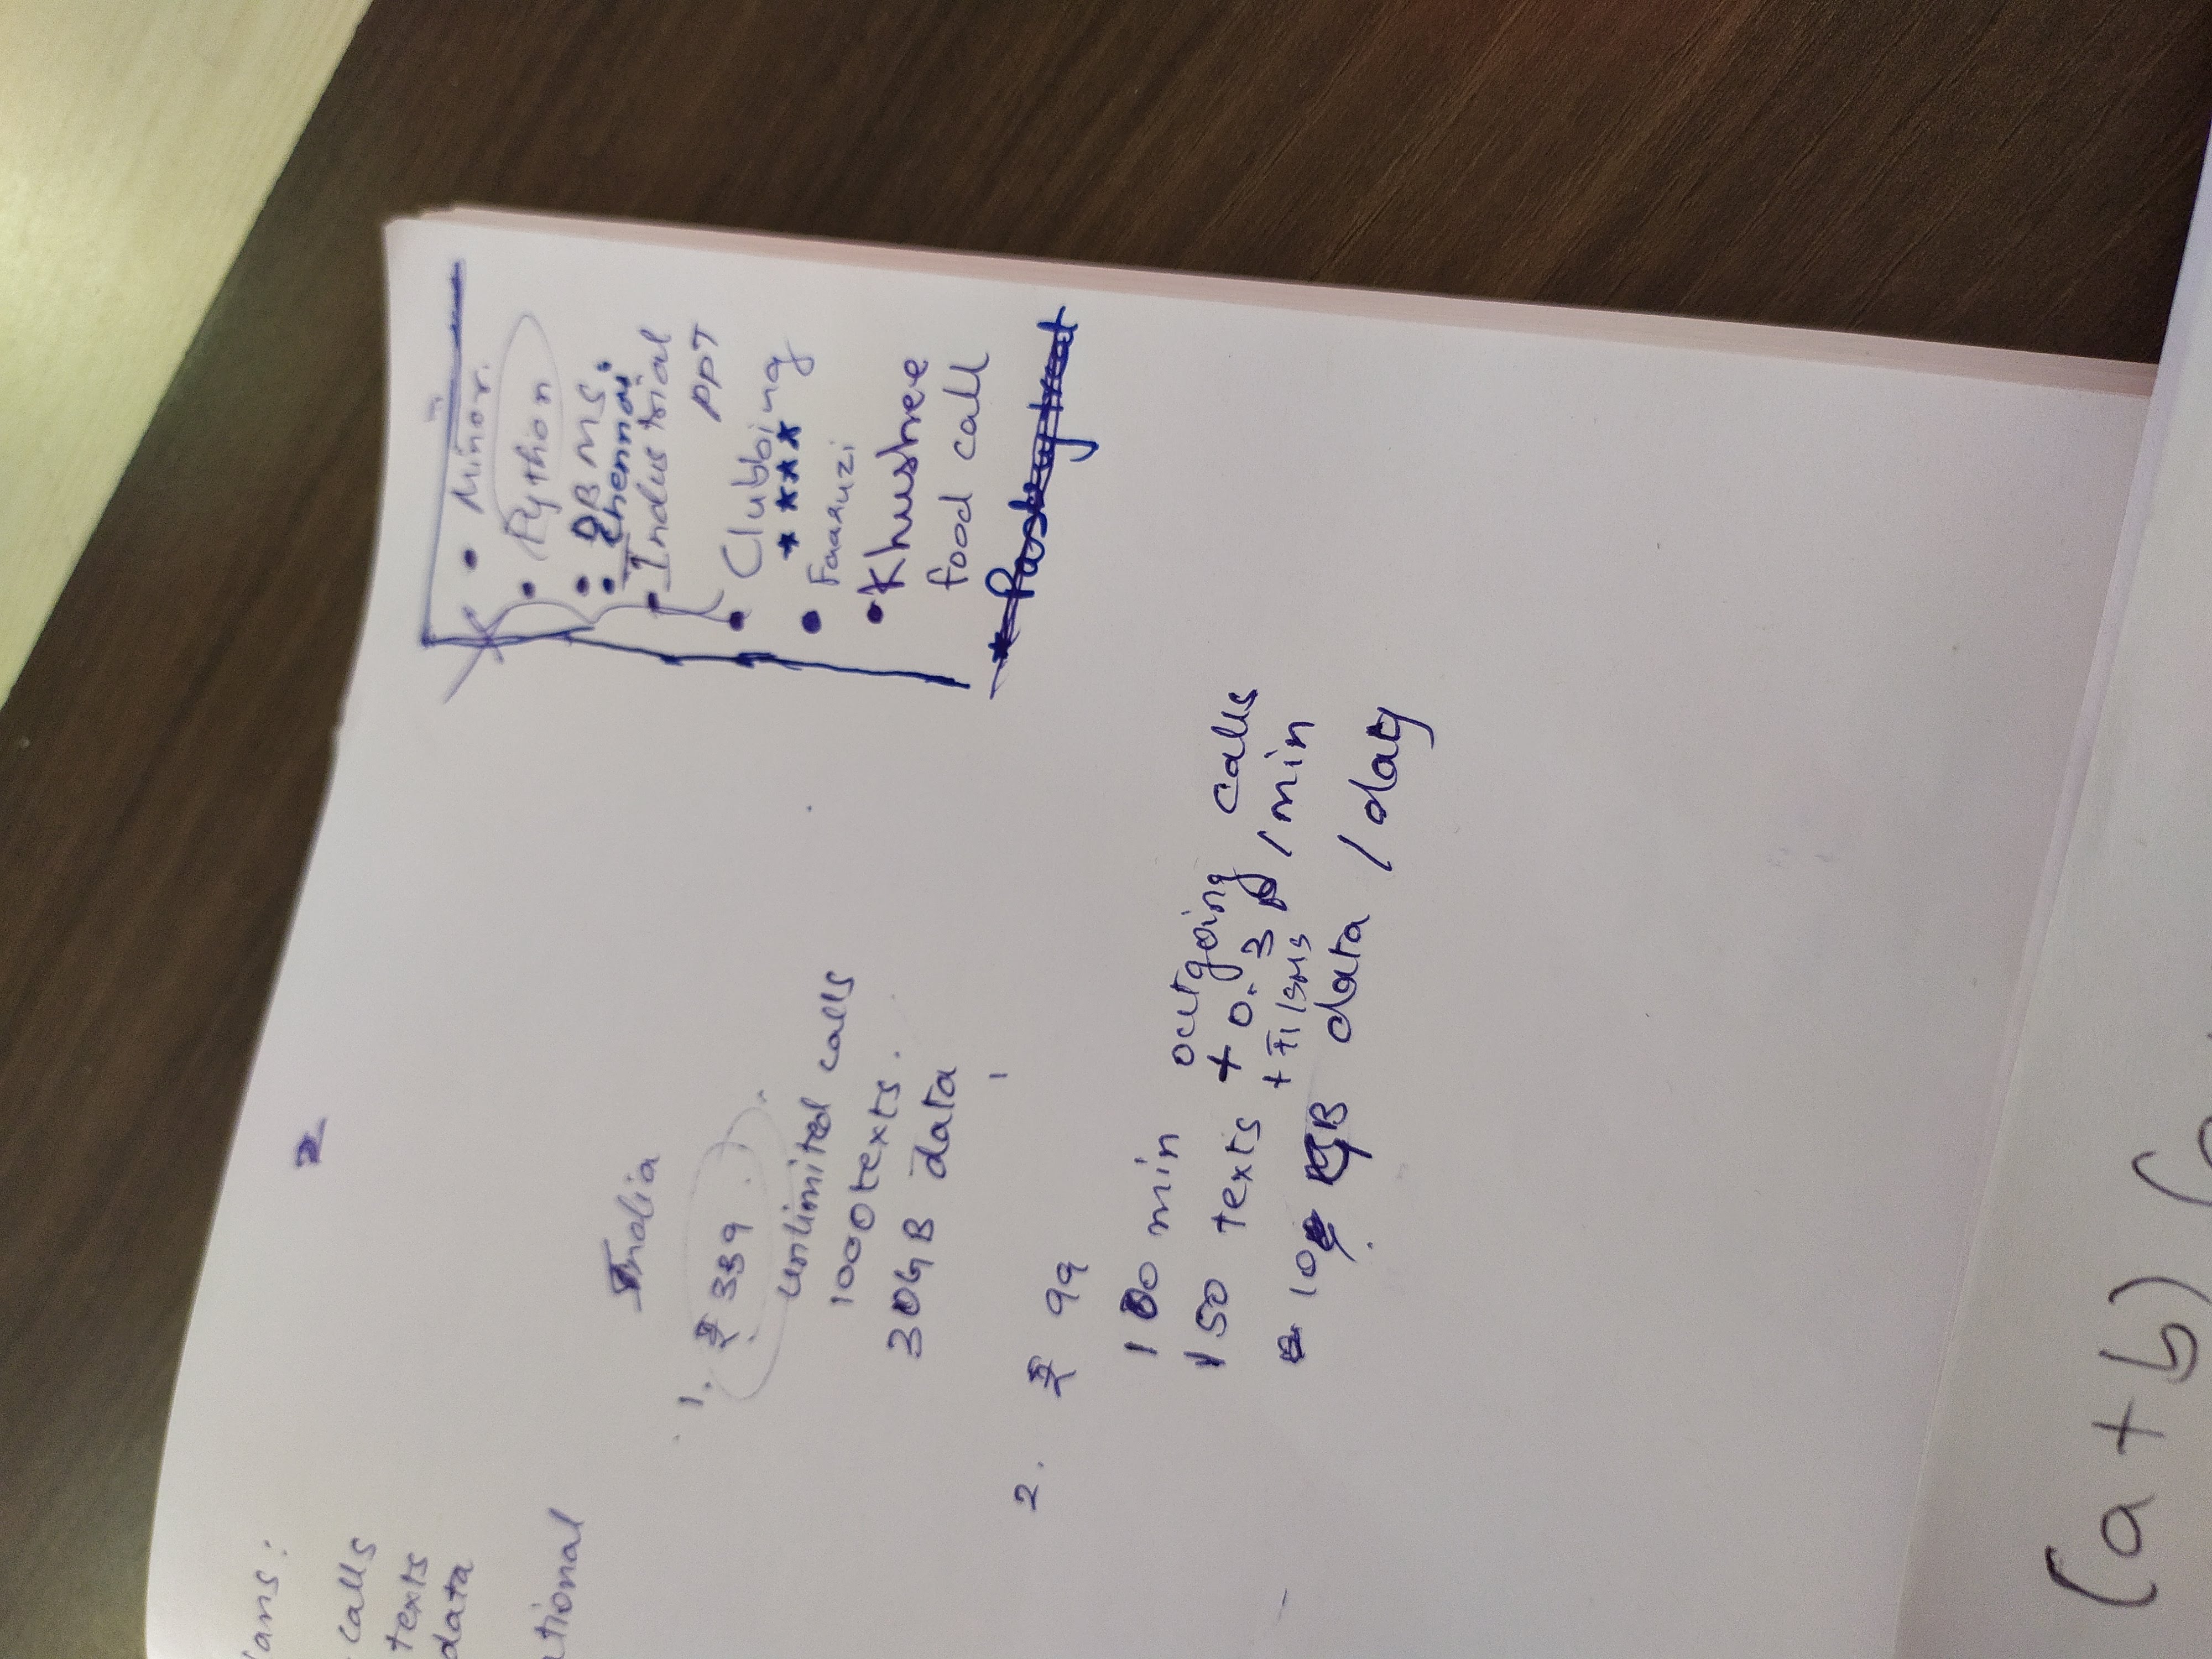 ans:
calls
texts
data
tional
2
India
1. ₹ 339
unlimited calls
1000 texts.
30GB data
2. ₹ 99
100 min outgoing calls
+ 0.3 p/min
150 texts
+ ₹1/SMS
GB data / day
• Minor.
• Python
• DBMS.
• Chennai
• Industrial
PPT
• Clubbing
★ ★★★
• Faaruzi
• Khushee
food call
★ Pastry treat
(a + b) (